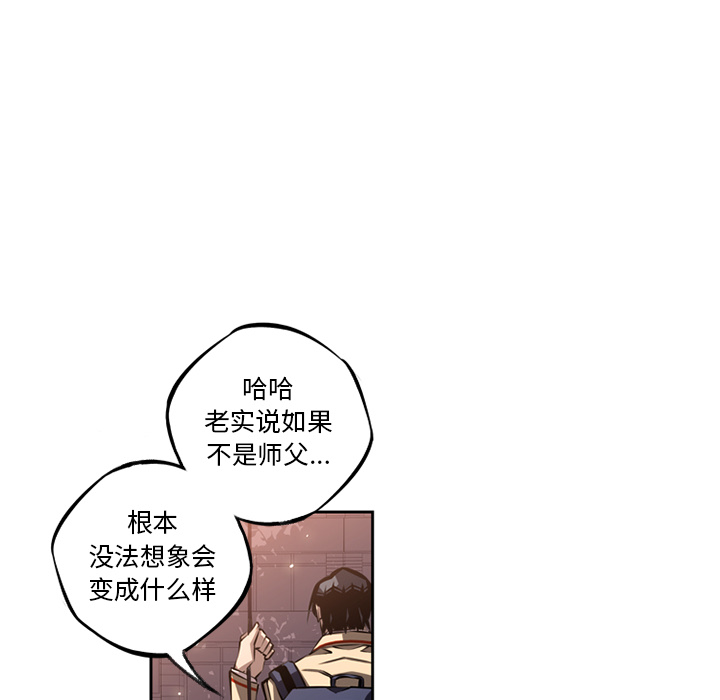 哈哈
老实说如果
不是师父...
根本
没法想象会
变成什么样